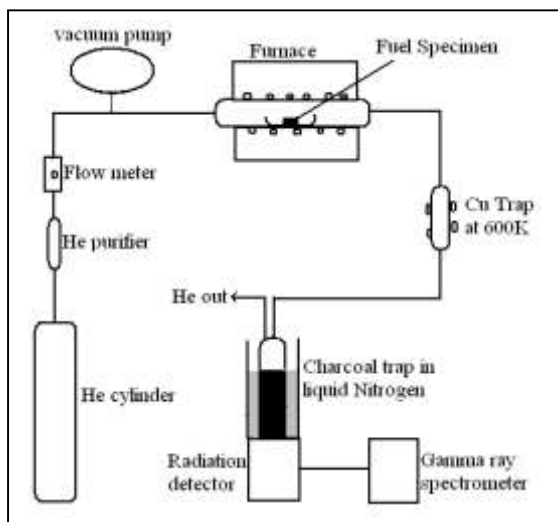 vacuum pump
Furnace
Fuel Specimen
Flow meter
He purifier
Cu Trap
at 600K
He out
He cylinder
Charcoal trap in
liquid Nitrogen
Radiation
detector
Gamma ray
spectrometer